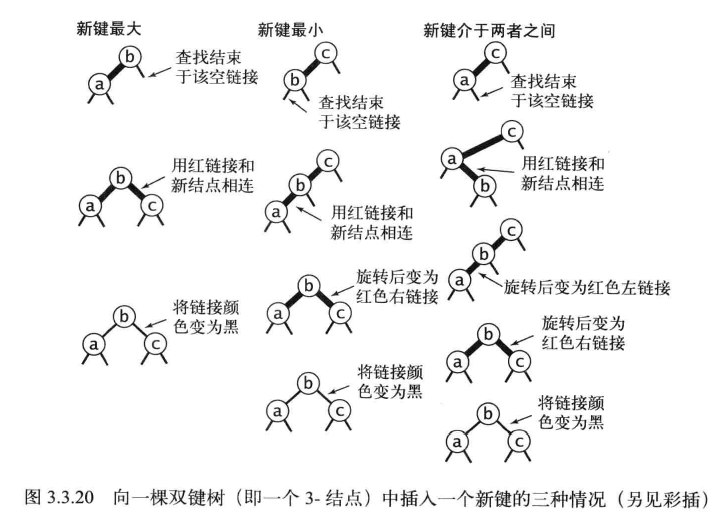 新键最大
b
a
查找结束
于该空链接
b
a
c
用红链接和
新结点相连
b
a
c
将链接颜
色变为黑
新键最小
c
b
查找结束
于该空链接
c
b
a
用红链接和
新结点相连
b
a
c
旋转后变为
红色右链接
b
a
c
将链接颜
色变为黑
新键介于两者之间
c
a
查找结束
于该空链接
c
a
b
用红链接和
新结点相连
c
b
a
旋转后变为红色左链接
b
a
c
旋转后变为
红色右链接
b
a
c
将链接颜
色变为黑
图 3.3.20 向一棵双键树（即一个 3- 结点）中插入一个新键的三种情况（另见彩插）